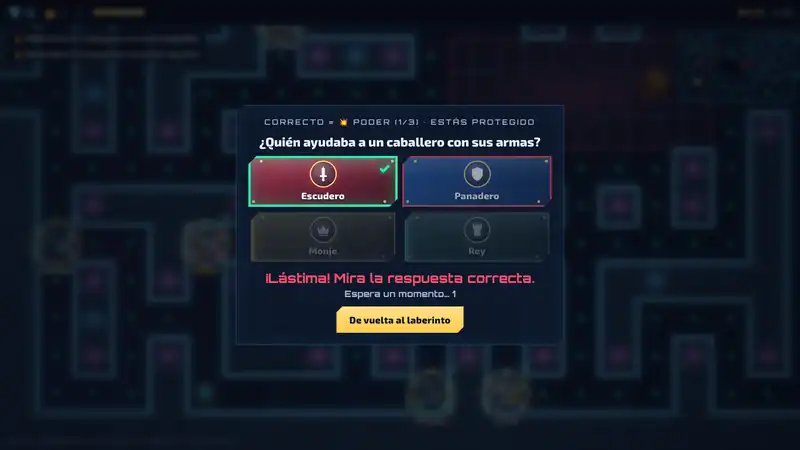 CORRECTO = 💥 PODER (1/3) · ESTÁS PROTEGIDO
¿Quién ayudaba a un caballero con sus armas?
Escudero
Panadero
Monje
Rey
¡Lástima! Mira la respuesta correcta.
Espera un momento… 1
De vuelta al laberinto